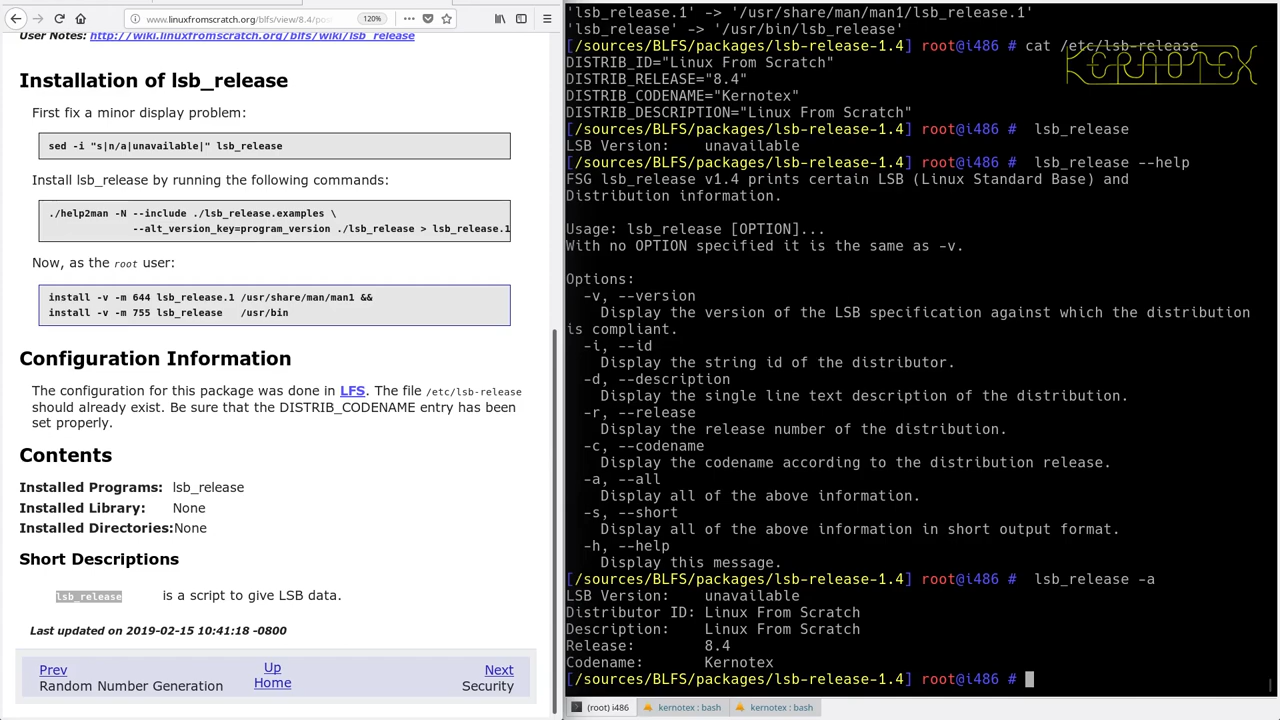 www.linuxfromscratch.org/blfs/view/8.4/pos
120%
User Notes: http://wiki.linuxfromscratch.org/blfs/wiki/lsb_release
Installation of lsb_release
First fix a minor display problem:
sed -i "s|n/a|unavailable|" lsb_release
Install lsb_release by running the following commands:
./help2man -N --include ./lsb_release.examples \
--alt_version_key=program_version ./lsb_release > lsb_release.1
Now, as the root user:
install -v -m 644 lsb_release.1 /usr/share/man/man1 &&
install -v -m 755 lsb_release   /usr/bin
Configuration Information
The configuration for this package was done in LFS. The file /etc/lsb-release
should already exist. Be sure that the DISTRIB_CODENAME entry has been
set properly.
Contents
Installed Programs: lsb_release
Installed Library: None
Installed Directories:None
Short Descriptions
lsb_release is a script to give LSB data.
Last updated on 2019-02-15 10:41:18 -0800
Prev Up Next
Random Number Generation Home Security
'lsb_release.1' -> '/usr/share/man/man1/lsb_release.1'
'lsb_release' -> '/usr/bin/lsb_release'
[/sources/BLFS/packages/lsb-release-1.4] root@i486 # cat /etc/lsb-release
DISTRIB_ID="Linux From Scratch"
DISTRIB_RELEASE="8.4"
DISTRIB_CODENAME="Kernotex"
DISTRIB_DESCRIPTION="Linux From Scratch"
[/sources/BLFS/packages/lsb-release-1.4] root@i486 #  lsb_release
LSB Version:    unavailable
[/sources/BLFS/packages/lsb-release-1.4] root@i486 #  lsb_release --help
FSG lsb_release v1.4 prints certain LSB (Linux Standard Base) and
Distribution information.
Usage: lsb_release [OPTION]...
With no OPTION specified it is the same as -v.
Options:
-v, --version
Display the version of the LSB specification against which the distribution
is compliant.
-i, --id
Display the string id of the distributor.
-d, --description
Display the single line text description of the distribution.
-r, --release
Display the release number of the distribution.
-c, --codename
Display the codename according to the distribution release.
-a, --all
Display all of the above information.
-s, --short
Display all of the above information in short output format.
-h, --help
Display this message.
[/sources/BLFS/packages/lsb-release-1.4] root@i486 #  lsb_release -a
LSB Version:    unavailable
Distributor ID: Linux From Scratch
Description:    Linux From Scratch
Release:        8.4
Codename:       Kernotex
[/sources/BLFS/packages/lsb-release-1.4] root@i486 #
KERNOTEX
(root) i486
kernotex : bash
kernotex : bash